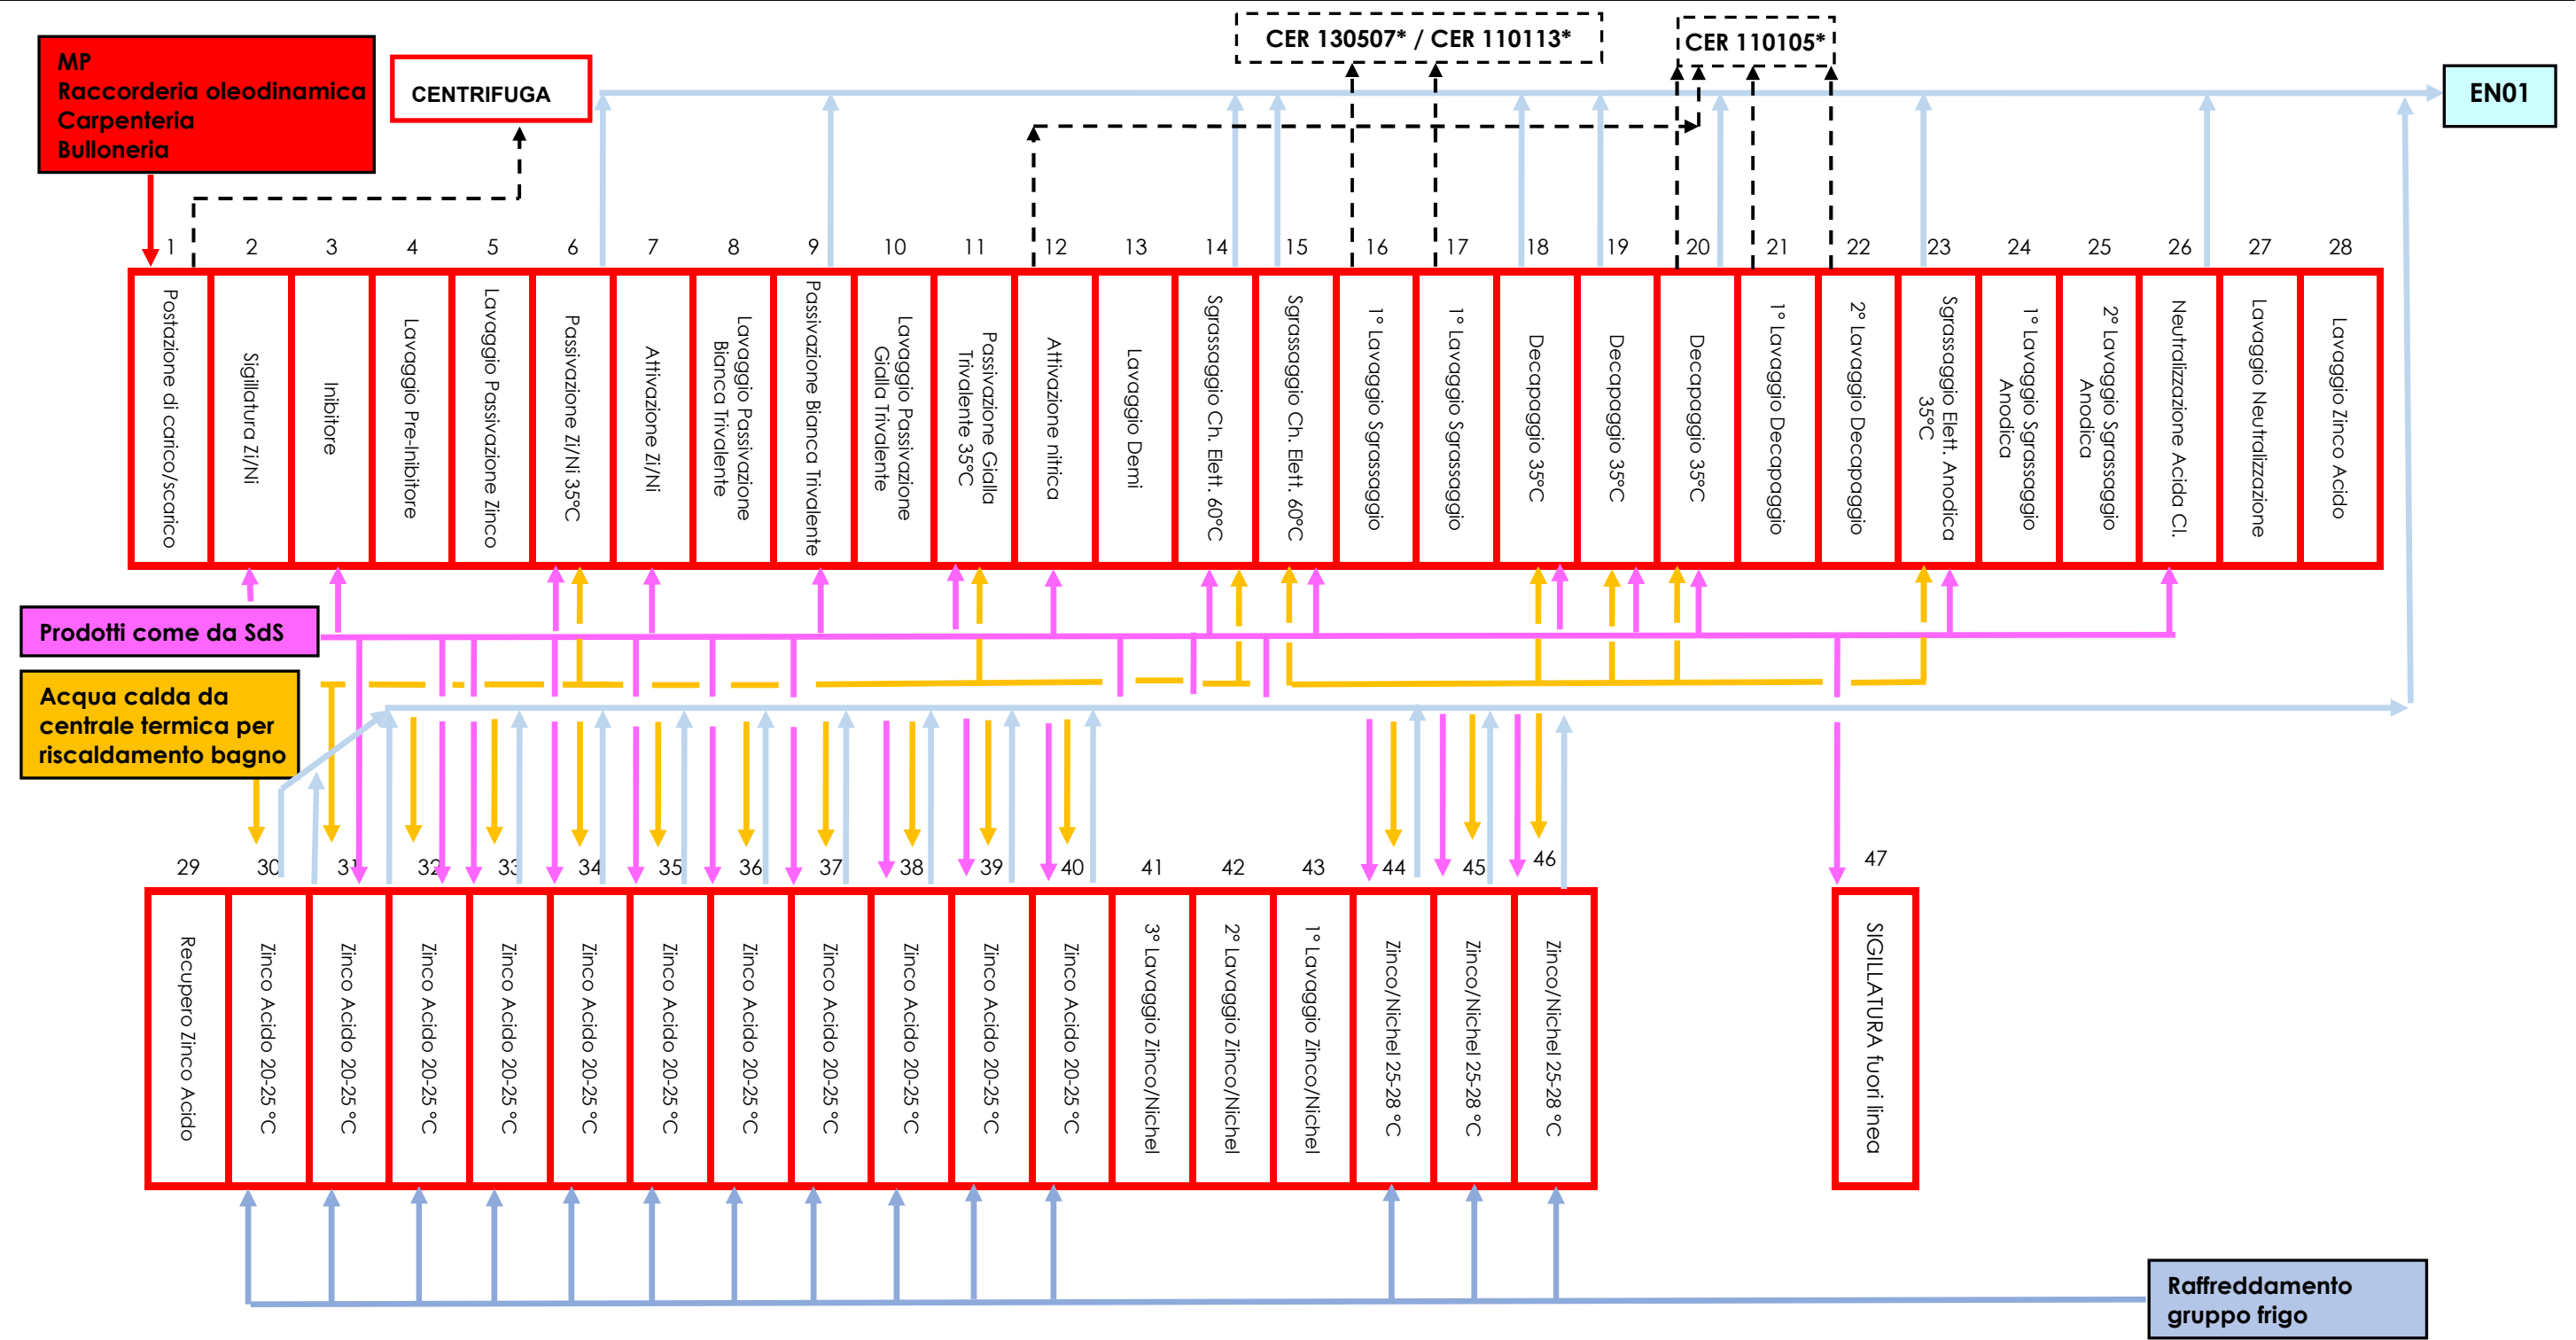 CER 130507* / CER 110113*
CER 110105*
MP
Raccorderia oleodinamica
Carpenteria
Bulloneria
CENTRIFUGA
EN01
1
2
3
4
5
6
7
8
9
10
11
12
13
14
15
16
17
18
19
20
21
22
23
24
25
26
27
28
Postazione di carico/scarico
Sigillatura Zi/Ni
Inibitore
Lavaggio Pre-Inibitore
Lavaggio Passivazione Zinco
Passivazione Zi/Ni 35°C
Attivazione Zi/Ni
Lavaggio Passivazione
Bianca Trivalente
Passivazione Bianca Trivalente
Lavaggio Passivazione
Gialla Trivalente
Passivazione Gialla
Trivalente 35°C
Attivazione nitrica
Lavaggio Demi
Sgrassaggio Ch. Elett. 60°C
Sgrassaggio Ch. Elett. 60°C
1° Lavaggio Sgrassaggio
1° Lavaggio Sgrassaggio
Decapaggio 35°C
Decapaggio 35°C
Decapaggio 35°C
1° Lavaggio Decapaggio
2° Lavaggio Decapaggio
Sgrassaggio Elett. Anodica
35°C
1° Lavaggio Sgrassaggio
Anodica
2° Lavaggio Sgrassaggio
Anodica
Neutralizzazione Acida Cl.
Lavaggio Neutralizzazione
Lavaggio Zinco Acido
Prodotti come da SdS
Acqua calda da
centrale termica per
riscaldamento bagno
29
30
31
32
33
34
35
36
37
38
39
40
41
42
43
44
45
46
47
Recupero Zinco Acido
Zinco Acido 20-25 °C
Zinco Acido 20-25 °C
Zinco Acido 20-25 °C
Zinco Acido 20-25 °C
Zinco Acido 20-25 °C
Zinco Acido 20-25 °C
Zinco Acido 20-25 °C
Zinco Acido 20-25 °C
Zinco Acido 20-25 °C
Zinco Acido 20-25 °C
Zinco Acido 20-25 °C
3° Lavaggio Zinco/Nichel
2° Lavaggio Zinco/Nichel
1° Lavaggio Zinco/Nichel
Zinco/Nichel 25-28 °C
Zinco/Nichel 25-28 °C
Zinco/Nichel 25-28 °C
SIGILLATURA fuori linea
Raffreddamento
gruppo frigo